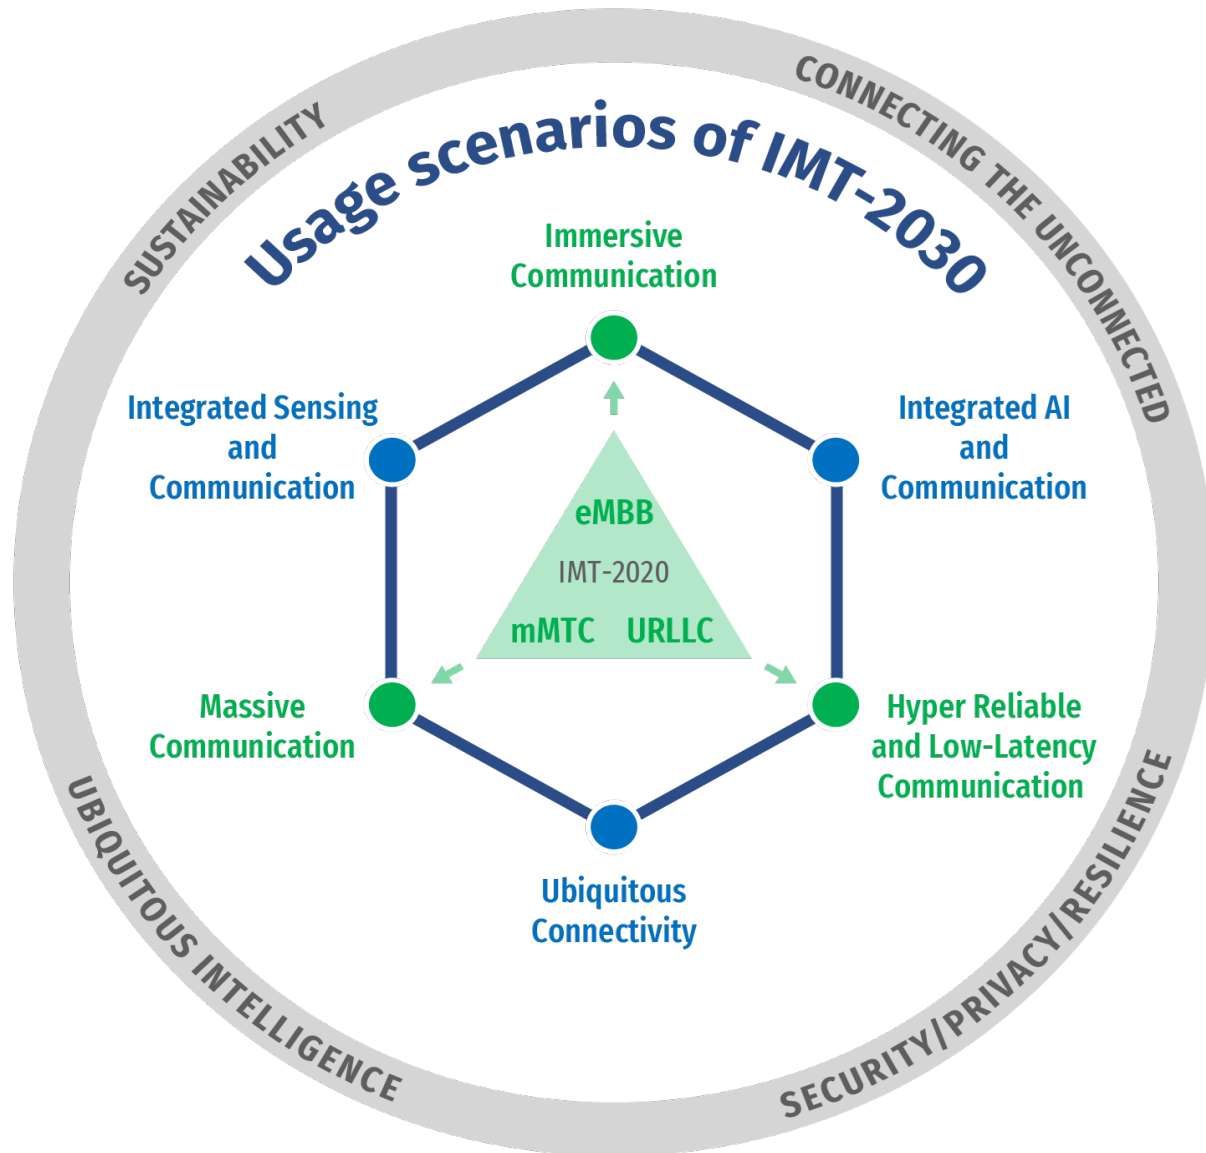 SUSTAINABILITY
CONNECTING THE UNCONNECTED
Usage scenarios of IMT-2030
Immersive
Communication
Integrated Sensing
and
Communication
Integrated AI
and
Communication
eMBB
IMT-2020
mMTC URLLC
Massive
Communication
Hyper Reliable
and Low-Latency
Communication
Ubiquitous
Connectivity
UBIQUITOUS INTELLIGENCE
SECURITY/PRIVACY/RESILIENCE